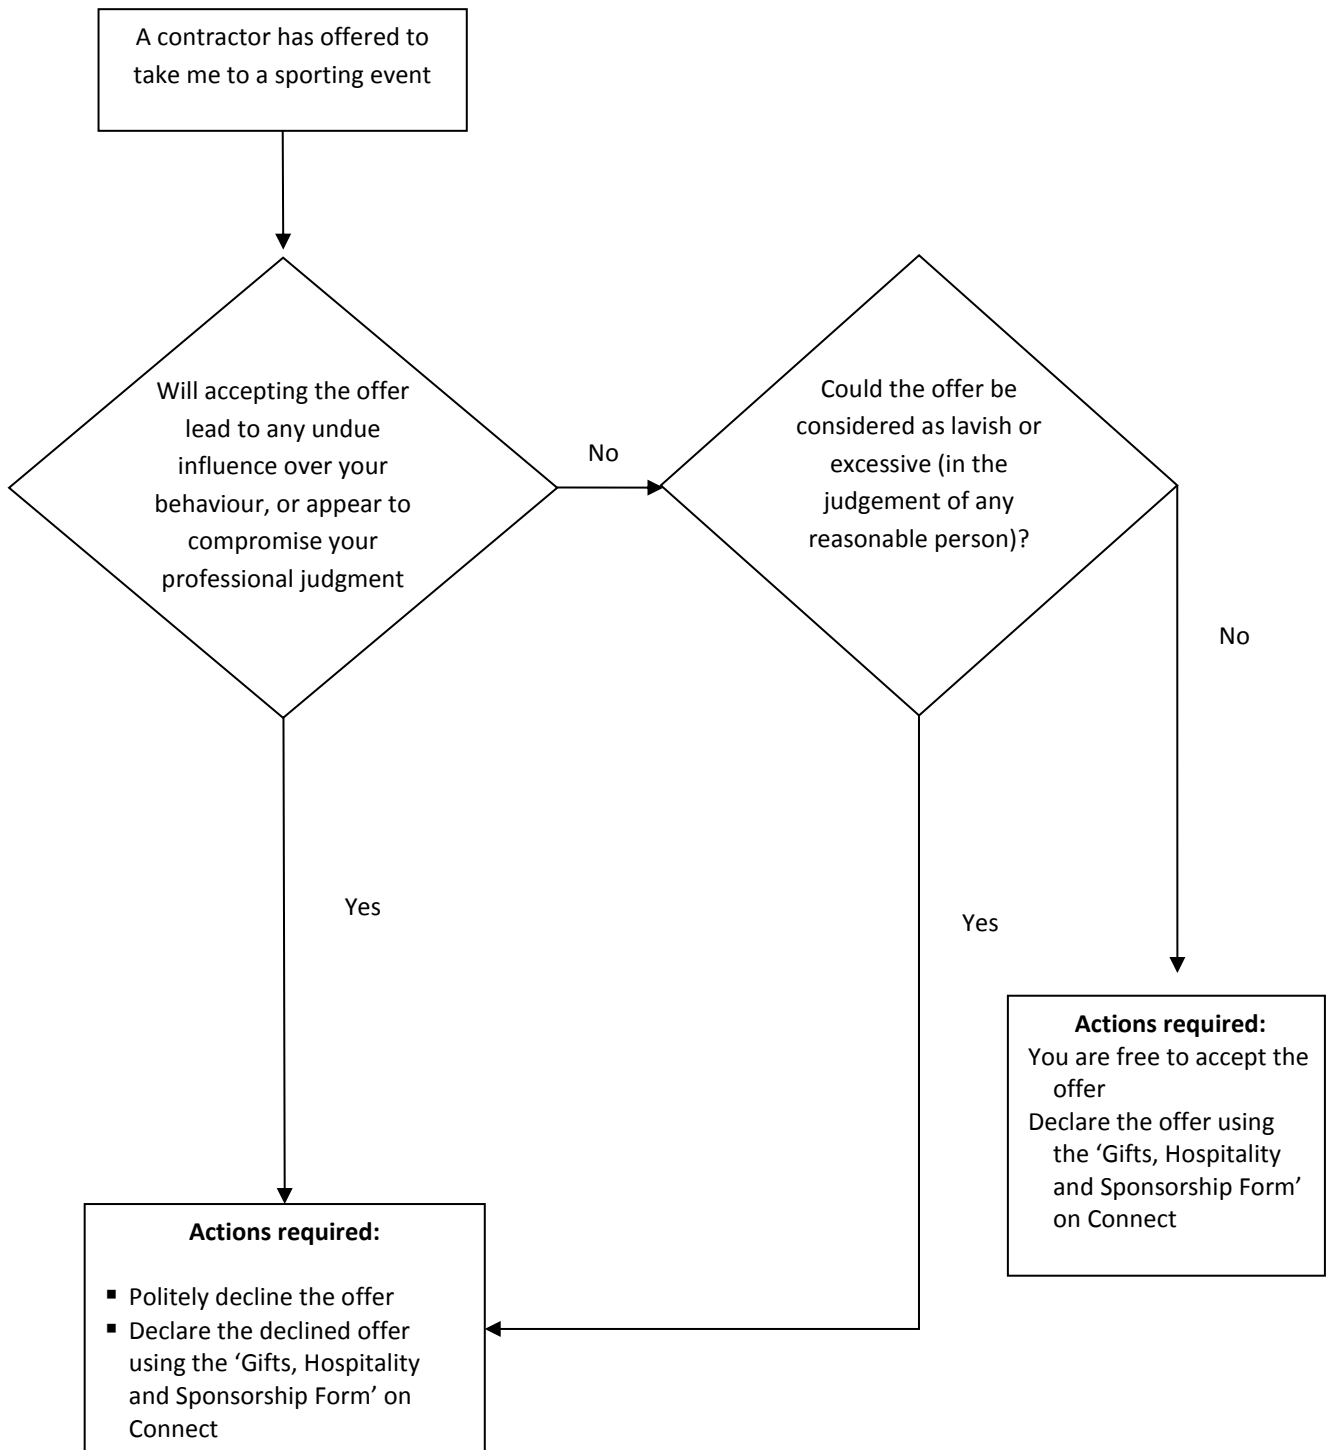 A contractor has offered to
take me to a sporting event
Will accepting the offer
lead to any undue
influence over your
behaviour, or appear to
compromise your
professional judgment
No
Could the offer be
considered as lavish or
excessive (in the
judgement of any
reasonable person)?
No
Yes
Yes
Actions required:
You are free to accept the
offer
Declare the offer using
the ‘Gifts, Hospitality
and Sponsorship Form’
on Connect
Actions required:
▪ Politely decline the offer
▪ Declare the declined offer
using the ‘Gifts, Hospitality
and Sponsorship Form’ on
Connect